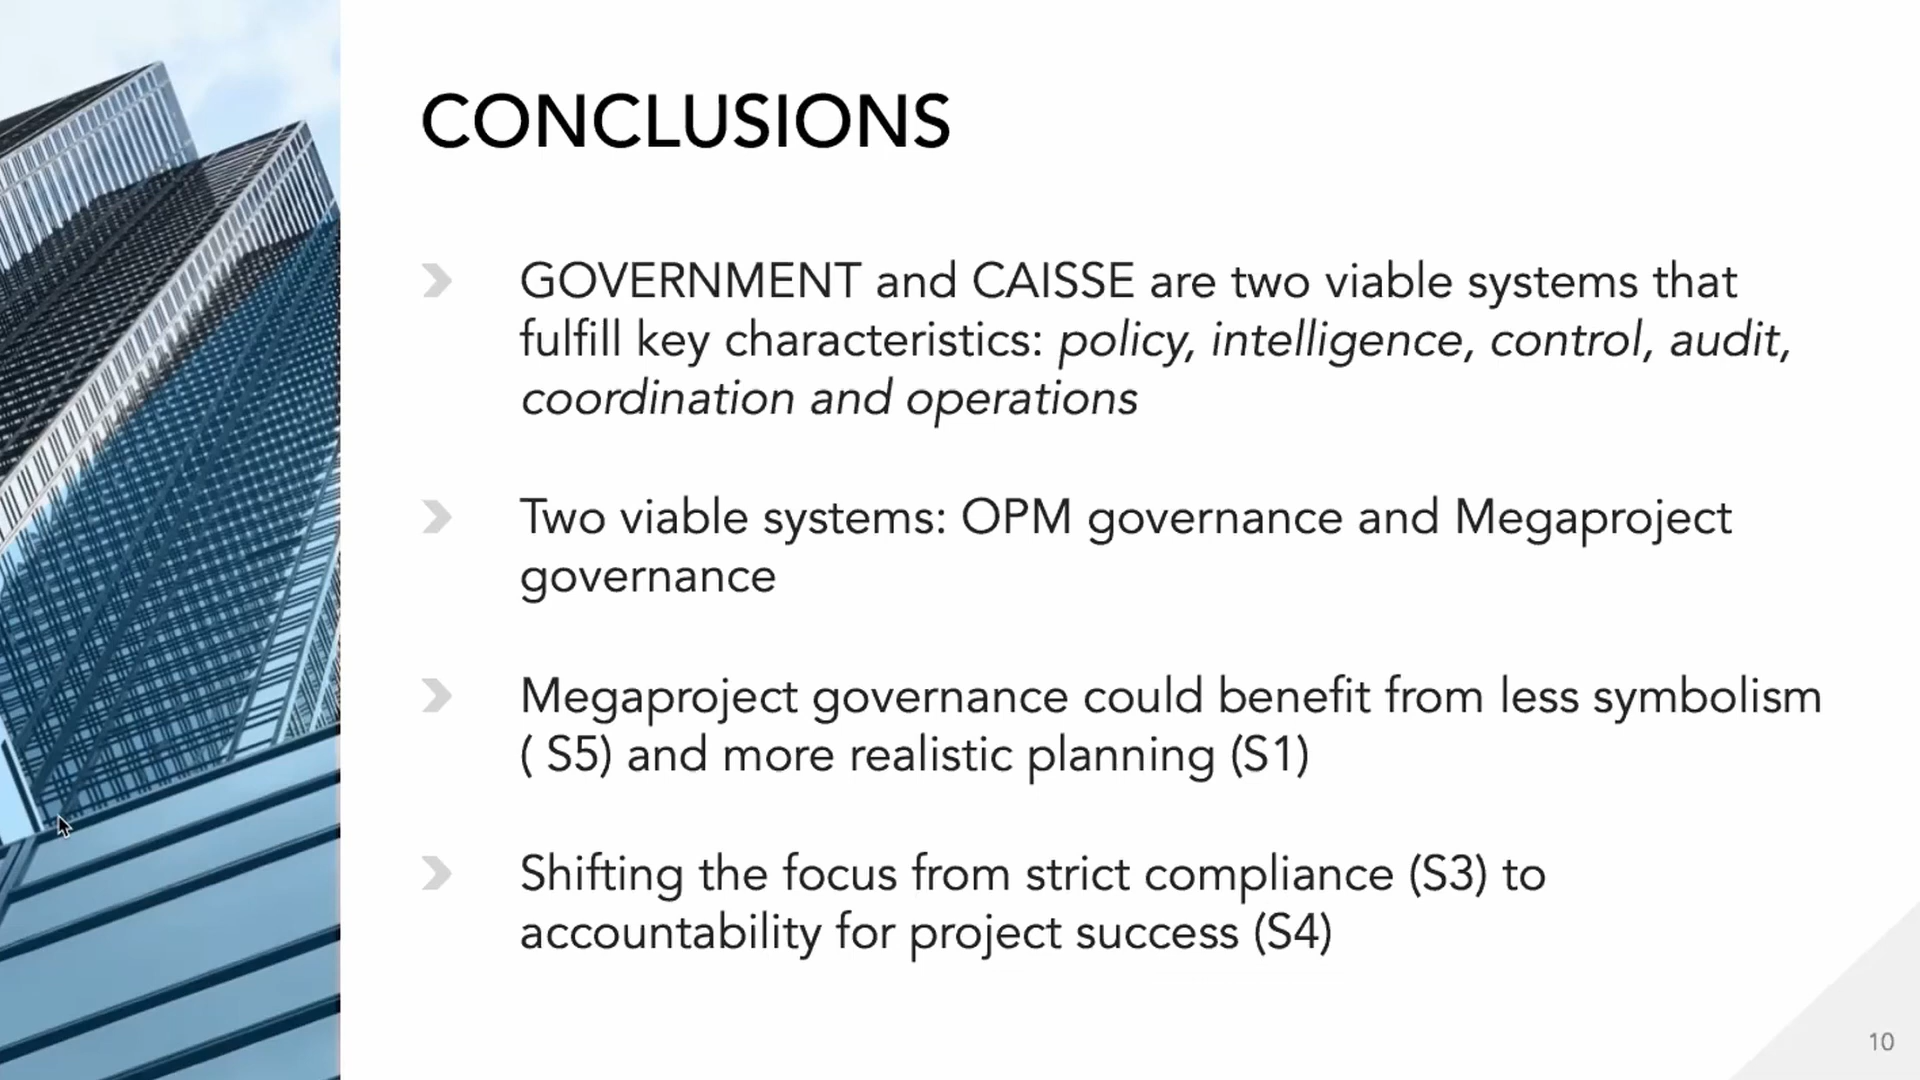 CONCLUSIONS
GOVERNMENT and CAISSE are two viable systems that
fulfill key characteristics: policy, intelligence, control, audit,
coordination and operations
Two viable systems: OPM governance and Megaproject
governance
Megaproject governance could benefit from less symbolism
( S5) and more realistic planning (S1)
Shifting the focus from strict compliance (S3) to
accountability for project success (S4)
10